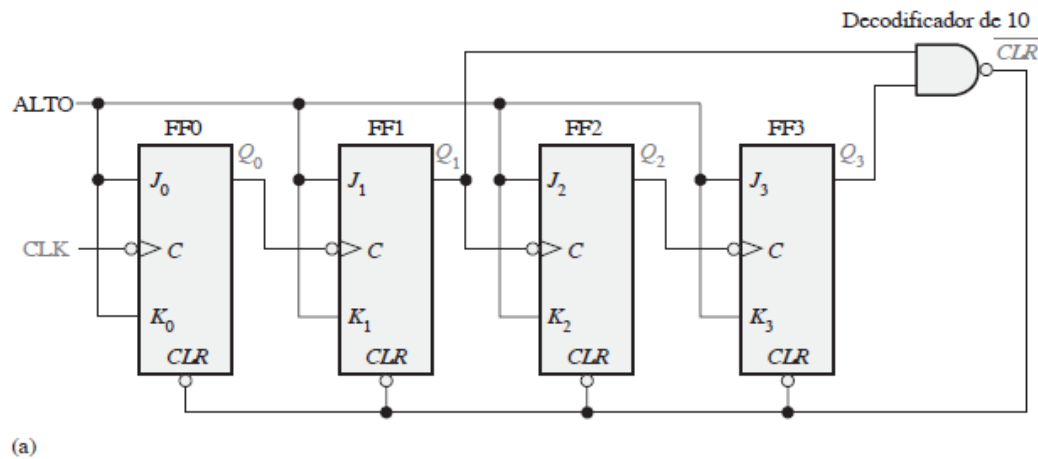 Decodificador de 10
CLR
ALTO
FF0 FF1 FF2 FF3
Q0 Q1 Q2 Q3
J0 J1 J2 J3
CLK C C C C
K0 K1 K2 K3
CLR CLR CLR CLR
(a)